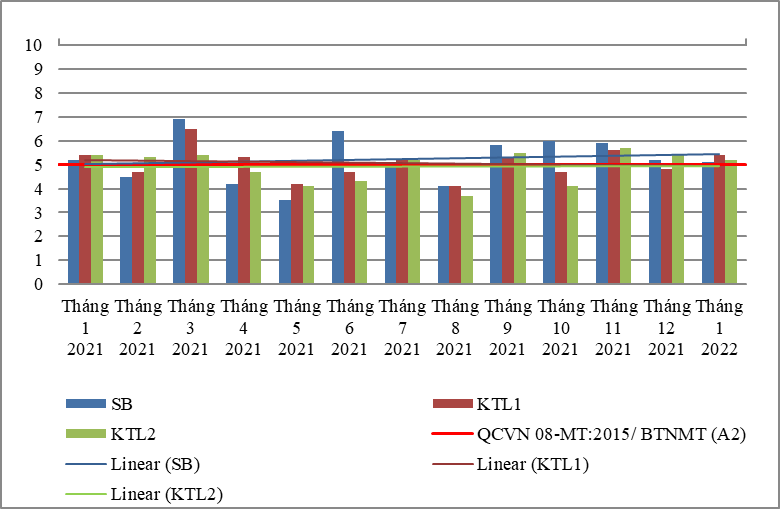 10
9
8
7
6
5
4
3
2
1
0
Tháng Tháng Tháng Tháng Tháng Tháng Tháng Tháng Tháng Tháng Tháng Tháng Tháng
1 2 3 4 5 6 7 8 9 10 11 12 1
2021 2021 2021 2021 2021 2021 2021 2021 2021 2021 2021 2021 2022
SB KTL1
KTL2 QCVN 08-MT:2015/ BTNMT (A2)
Linear (SB) Linear (KTL1)
Linear (KTL2)